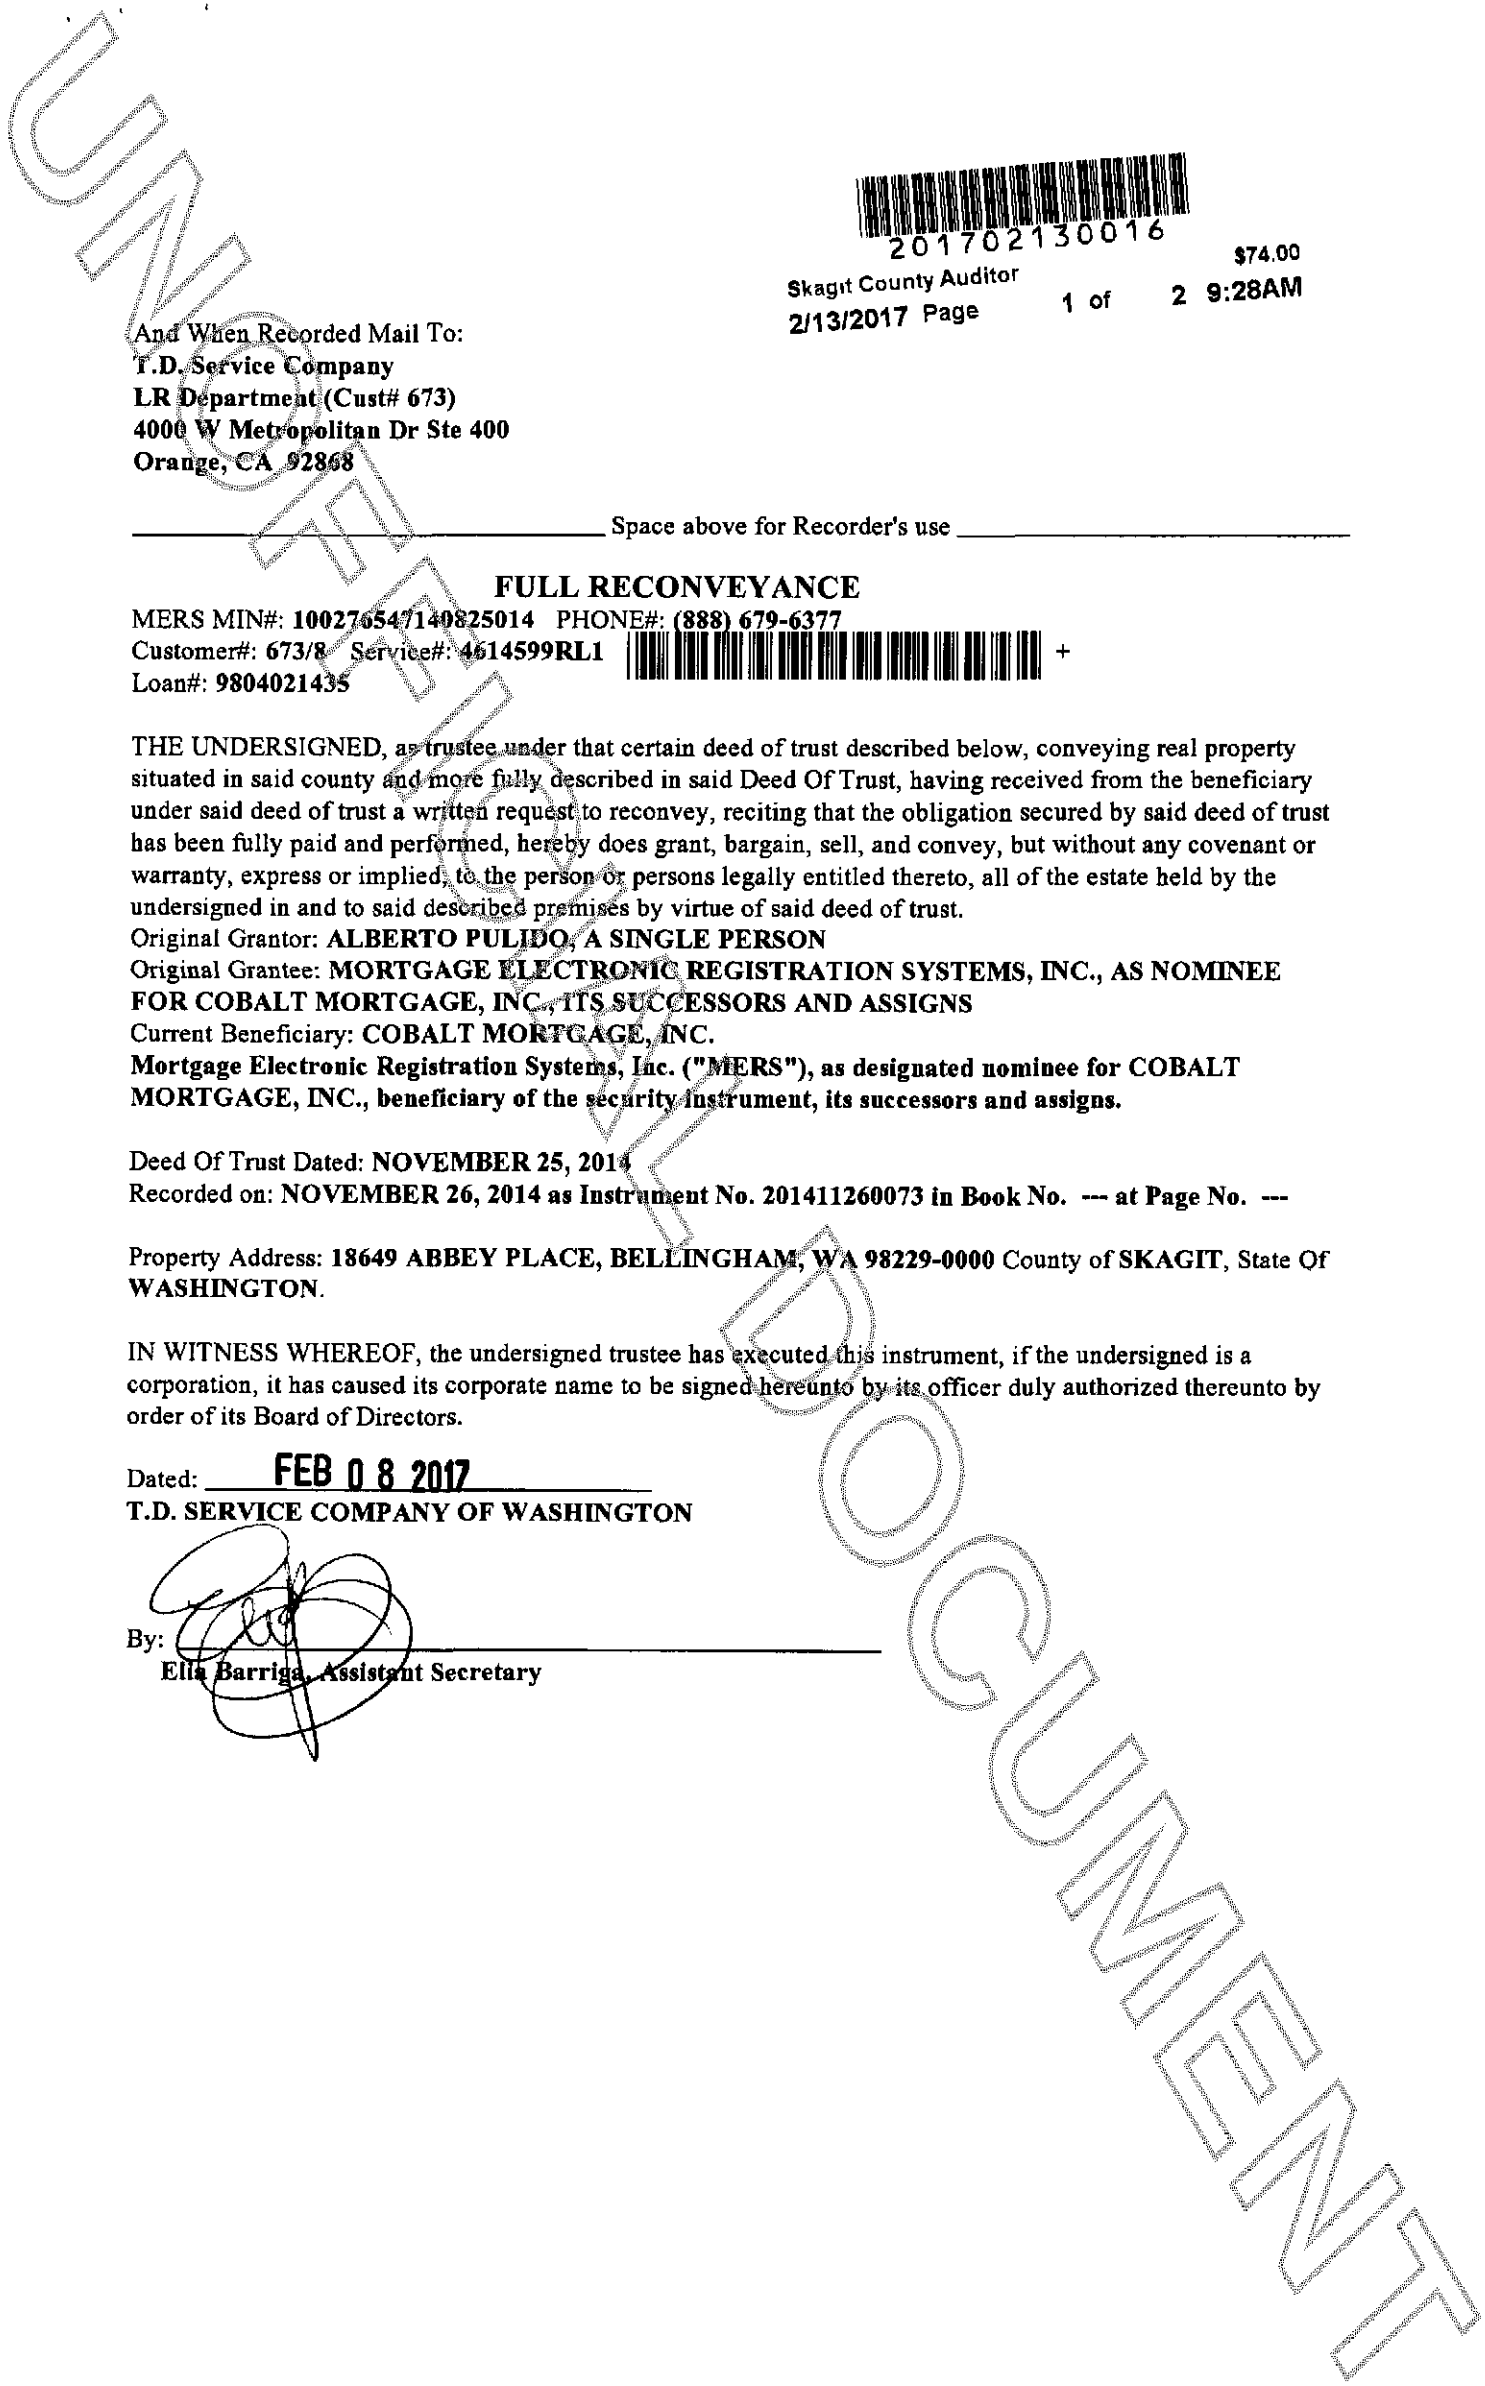 201702130016
Skagit County Auditor $74.00
2/13/2017 Page 1 of 2 9:28AM
And When Recorded Mail To:
T.D. Service Company
LR Department (Cust# 673)
4000 W Metropolitan Dr Ste 400
Orange, CA 92868
Space above for Recorder's use
FULL RECONVEYANCE
MERS MIN#: 100276547140825014 PHONE#: (888) 679-6377
Customer#: 673/8 Service#: 4614599RL1 +
Loan#: 9804021435
THE UNDERSIGNED, as trustee under that certain deed of trust described below, conveying real property
situated in said county and more fully described in said Deed Of Trust, having received from the beneficiary
under said deed of trust a written request to reconvey, reciting that the obligation secured by said deed of trust
has been fully paid and performed, hereby does grant, bargain, sell, and convey, but without any covenant or
warranty, express or implied, to the person or persons legally entitled thereto, all of the estate held by the
undersigned in and to said described premises by virtue of said deed of trust.
Original Grantor: ALBERTO PULIDO, A SINGLE PERSON
Original Grantee: MORTGAGE ELECTRONIC REGISTRATION SYSTEMS, INC., AS NOMINEE
FOR COBALT MORTGAGE, INC., ITS SUCCESSORS AND ASSIGNS
Current Beneficiary: COBALT MORTGAGE, INC.
Mortgage Electronic Registration Systems, Inc. ("MERS"), as designated nominee for COBALT
MORTGAGE, INC., beneficiary of the security instrument, its successors and assigns.
Deed Of Trust Dated: NOVEMBER 25, 2014
Recorded on: NOVEMBER 26, 2014 as Instrument No. 201411260073 in Book No. --- at Page No. ---
Property Address: 18649 ABBEY PLACE, BELLINGHAM, WA 98229-0000 County of SKAGIT, State Of
WASHINGTON.
IN WITNESS WHEREOF, the undersigned trustee has executed this instrument, if the undersigned is a
corporation, it has caused its corporate name to be signed hereunto by its officer duly authorized thereunto by
order of its Board of Directors.
Dated: FEB 08 2017
T.D. SERVICE COMPANY OF WASHINGTON
By:
Ella Barriga, Assistant Secretary
UNOFFICIAL DOCUMENT